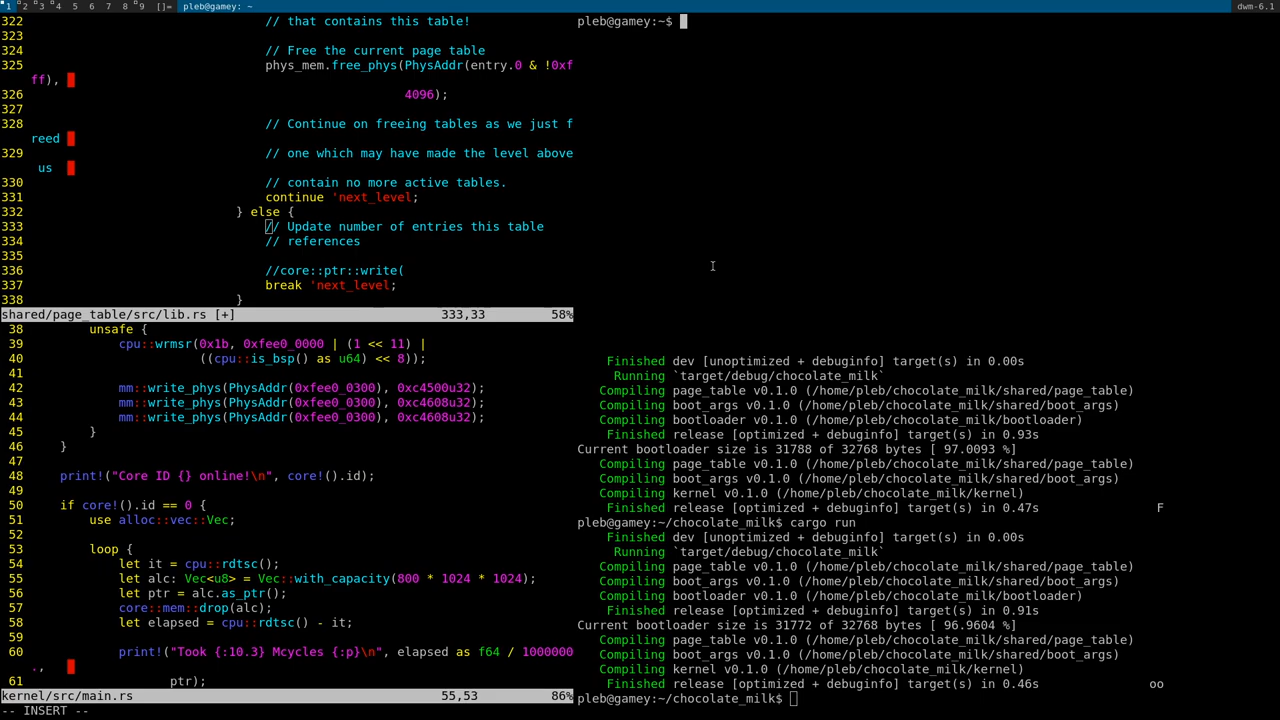 1 2 3 4 5 6 7 8 9 []= pleb@gamey: ~ dwm-6.1
322 // that contains this table!
323
324 // Free the current page table
325 phys_mem.free_phys(PhysAddr(entry.0 & !0xf
ff),
326 4096);
327
328 // Continue on freeing tables as we just f
reed
329 // one which may have made the level above
us
330 // contain no more active tables.
331 continue 'next_level;
332 } else {
333 // Update number of entries this table
334 // references
335
336 //core::ptr::write(
337 break 'next_level;
338 }
shared/page_table/src/lib.rs [+] 333,33 58%
38 unsafe {
39 cpu::wrmsr(0x1b, 0xfee0_0000 | (1 << 11) |
40 ((cpu::is_bsp() as u64) << 8));
41
42 mm::write_phys(PhysAddr(0xfee0_0300), 0xc4500u32);
43 mm::write_phys(PhysAddr(0xfee0_0300), 0xc4608u32);
44 mm::write_phys(PhysAddr(0xfee0_0300), 0xc4608u32);
45 }
46 }
47
48 print!("Core ID {} online!\n", core!().id);
49
50 if core!().id == 0 {
51 use alloc::vec::Vec;
52
53 loop {
54 let it = cpu::rdtsc();
55 let alc: Vec<u8> = Vec::with_capacity(800 * 1024 * 1024);
56 let ptr = alc.as_ptr();
57 core::mem::drop(alc);
58 let elapsed = cpu::rdtsc() - it;
59
60 print!("Took {:10.3} Mcycles {:p}\n", elapsed as f64 / 1000000
.,
61 ptr);
kernel/src/main.rs 55,53 86%
-- INSERT --
pleb@gamey:~$
Finished dev [unoptimized + debuginfo] target(s) in 0.00s
Running `target/debug/chocolate_milk`
Compiling page_table v0.1.0 (/home/pleb/chocolate_milk/shared/page_table)
Compiling boot_args v0.1.0 (/home/pleb/chocolate_milk/shared/boot_args)
Compiling bootloader v0.1.0 (/home/pleb/chocolate_milk/bootloader)
Finished release [optimized + debuginfo] target(s) in 0.93s
Current bootloader size is 31788 of 32768 bytes [ 97.0093 %]
Compiling page_table v0.1.0 (/home/pleb/chocolate_milk/shared/page_table)
Compiling boot_args v0.1.0 (/home/pleb/chocolate_milk/shared/boot_args)
Compiling kernel v0.1.0 (/home/pleb/chocolate_milk/kernel)
Finished release [optimized + debuginfo] target(s) in 0.47s F
pleb@gamey:~/chocolate_milk$ cargo run
Finished dev [unoptimized + debuginfo] target(s) in 0.00s
Running `target/debug/chocolate_milk`
Compiling page_table v0.1.0 (/home/pleb/chocolate_milk/shared/page_table)
Compiling boot_args v0.1.0 (/home/pleb/chocolate_milk/shared/boot_args)
Compiling bootloader v0.1.0 (/home/pleb/chocolate_milk/bootloader)
Finished release [optimized + debuginfo] target(s) in 0.91s
Current bootloader size is 31772 of 32768 bytes [ 96.9604 %]
Compiling page_table v0.1.0 (/home/pleb/chocolate_milk/shared/page_table)
Compiling boot_args v0.1.0 (/home/pleb/chocolate_milk/shared/boot_args)
Compiling kernel v0.1.0 (/home/pleb/chocolate_milk/kernel)
Finished release [optimized + debuginfo] target(s) in 0.46s oo
pleb@gamey:~/chocolate_milk$